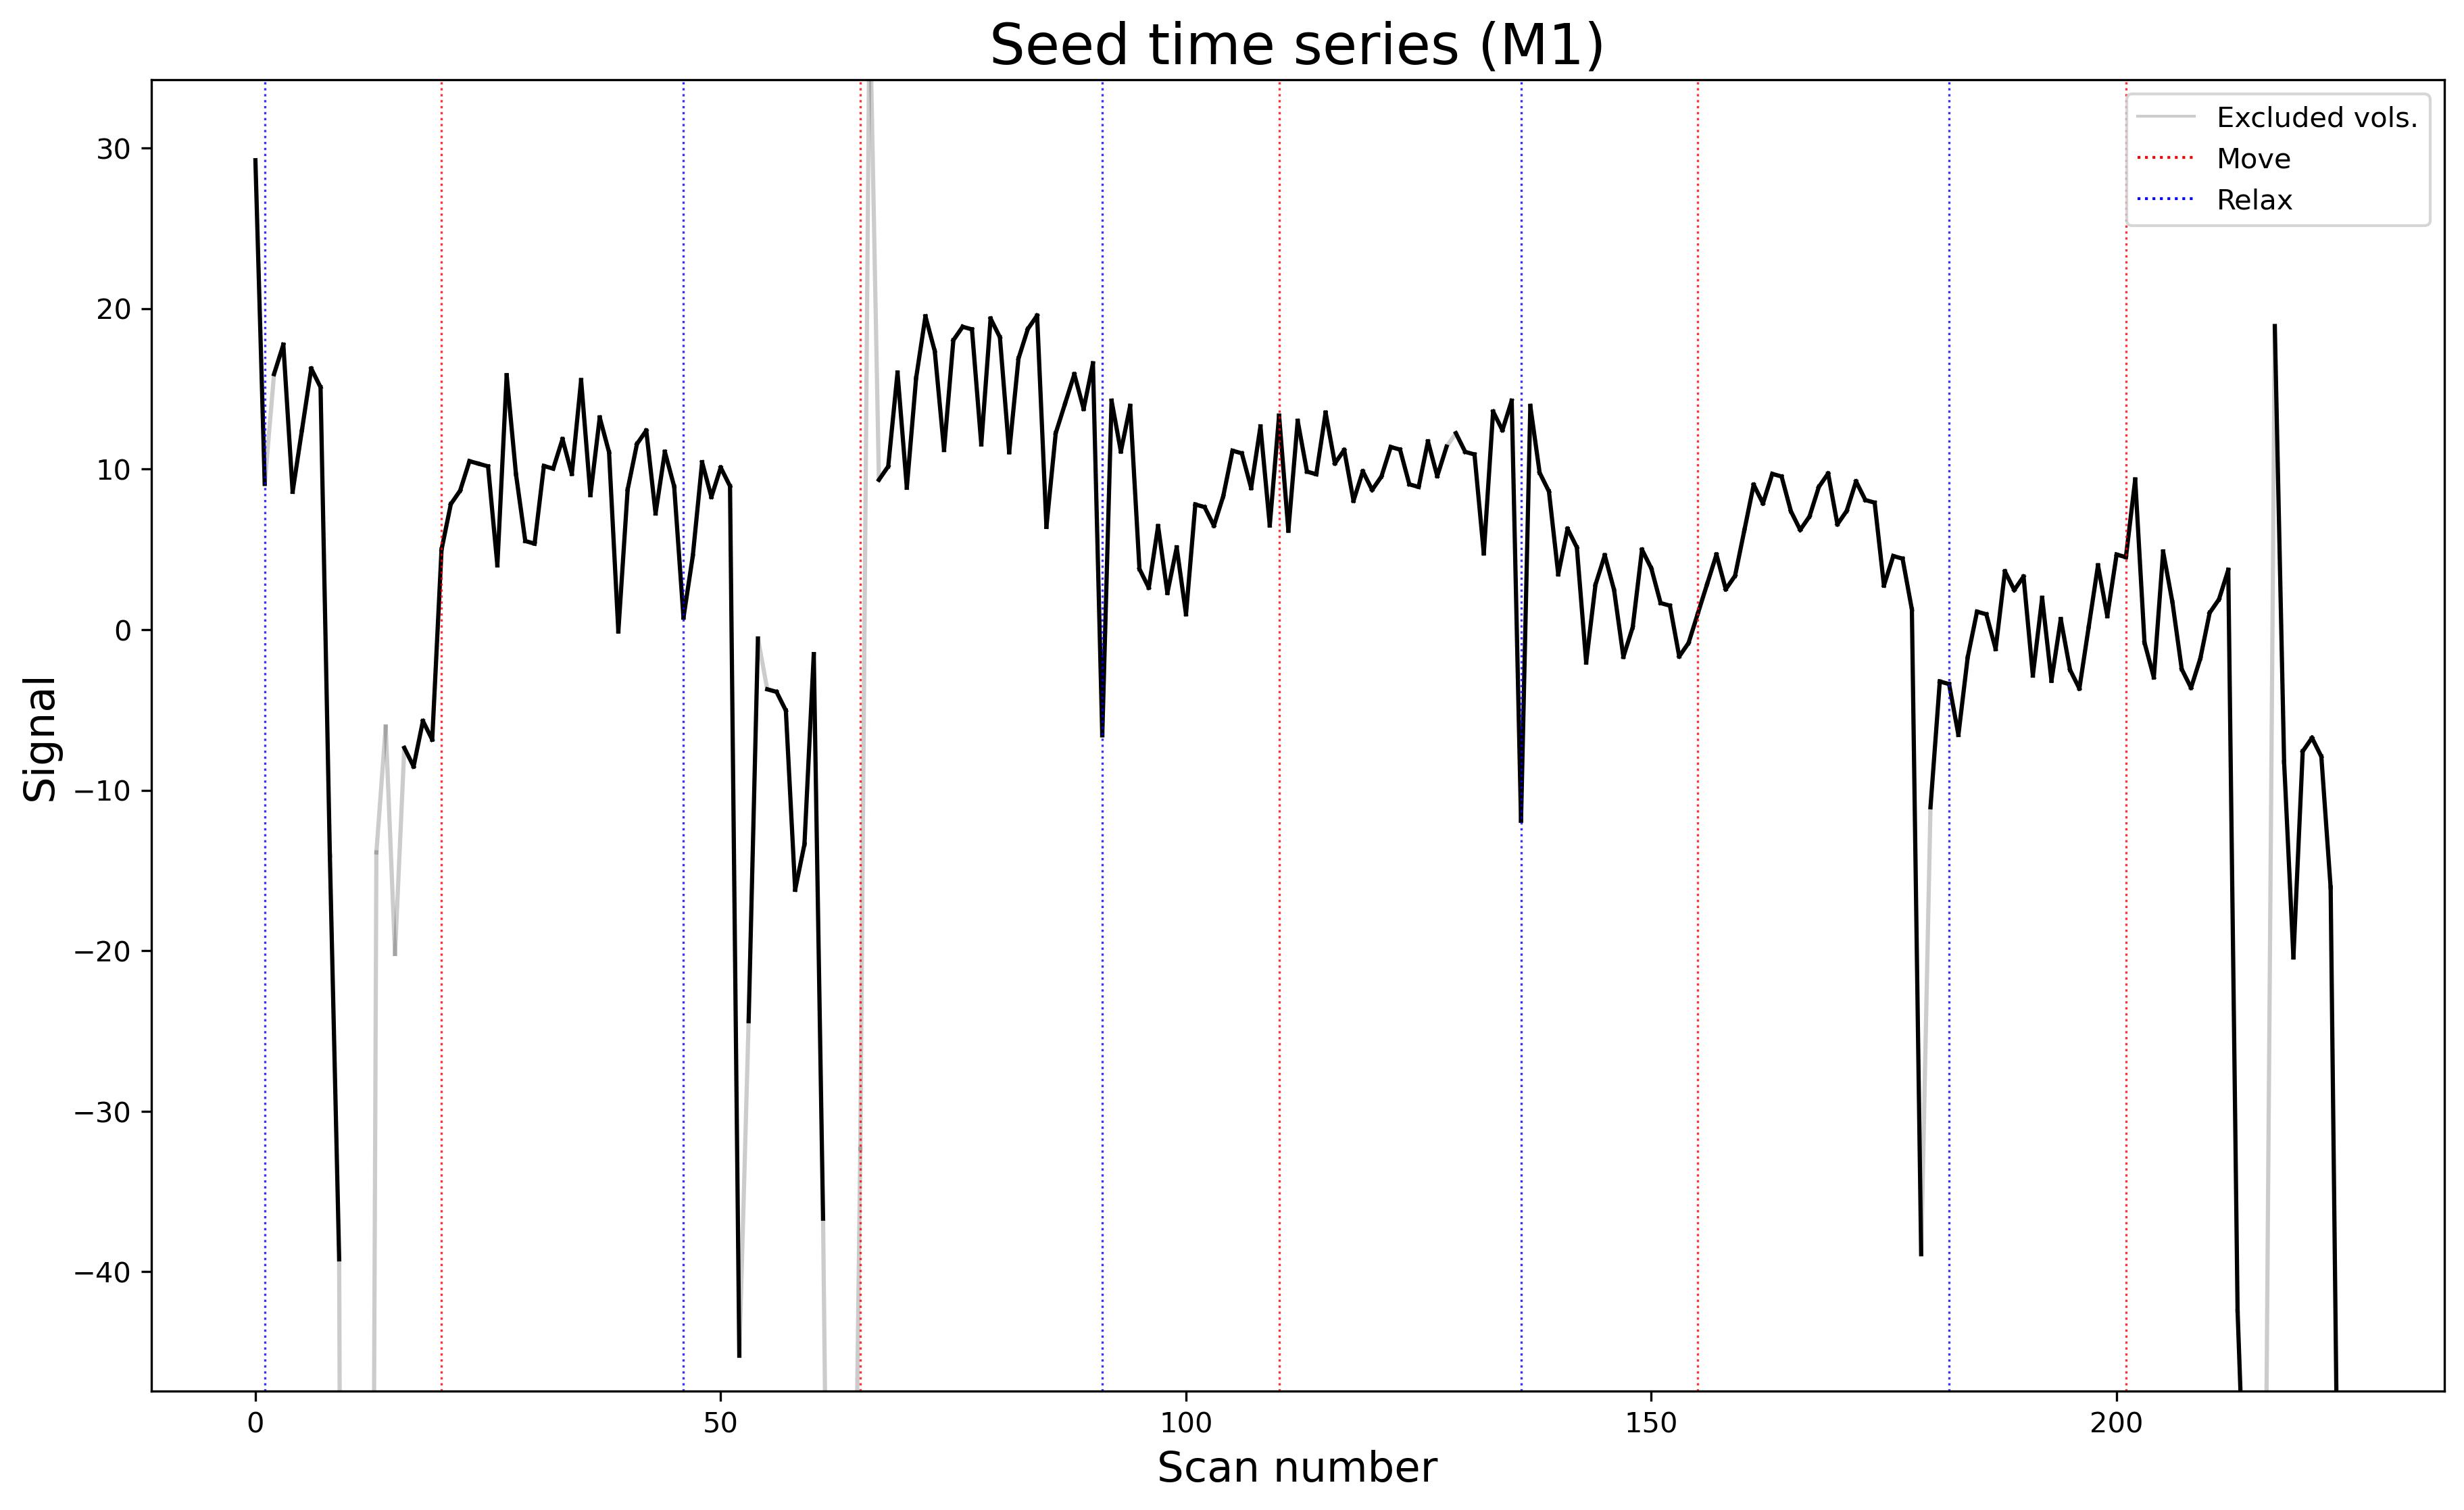 Seed time series (M1)
Excluded vols.
Move
Relax
30
20
10
0
−10
−20
−30
−40
Signal
0 50 100 150 200
Scan number